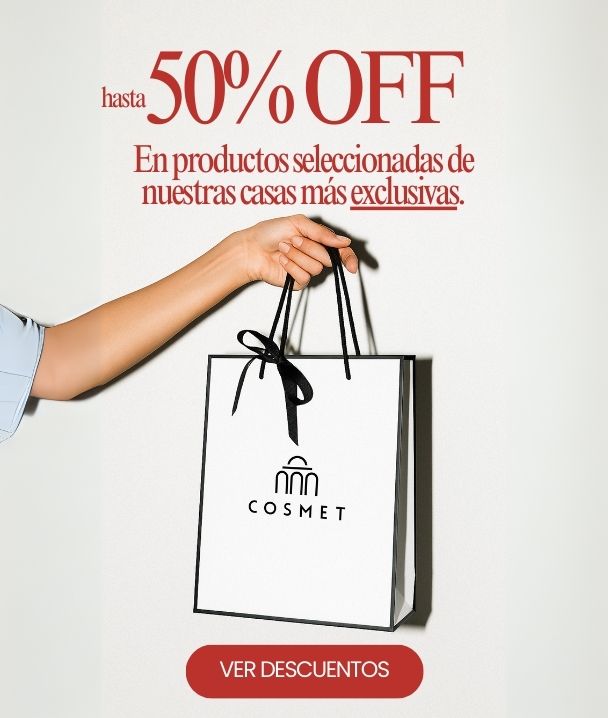 hasta 50% OFF
En productos seleccionadas de
nuestras casas más exclusivas.
COSMET
VER DESCUENTOS